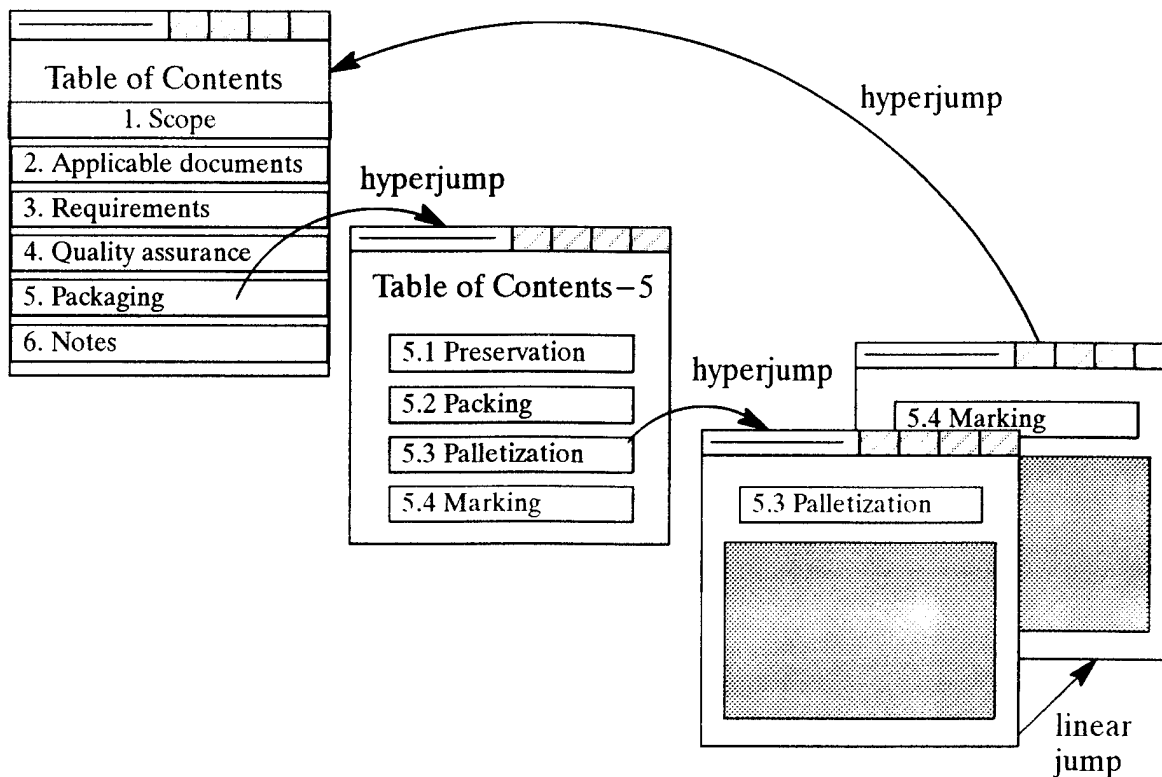 Table of Contents
1. Scope
2. Applicable documents
3. Requirements
4. Quality assurance
5. Packaging
6. Notes
hyperjump
hyperjump
Table of Contents–5
5.1 Preservation
5.2 Packing
5.3 Palletization
5.4 Marking
hyperjump
5.4 Marking
5.3 Palletization
linear
jump